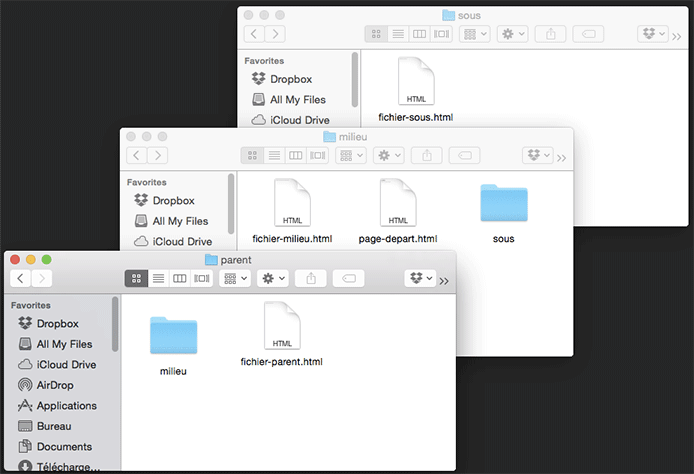 sous
Favorites
Dropbox
All My Files
iCloud Drive
HTML
fichier-sous.html
milieu
Favorites
Dropbox
All My Files
iCloud Drive
HTML
HTML
fichier-milieu.html
page-depart.html
sous
parent
Favorites
Dropbox
All My Files
iCloud Drive
AirDrop
Applications
Bureau
Documents
Télécharge...
HTML
milieu
fichier-parent.html